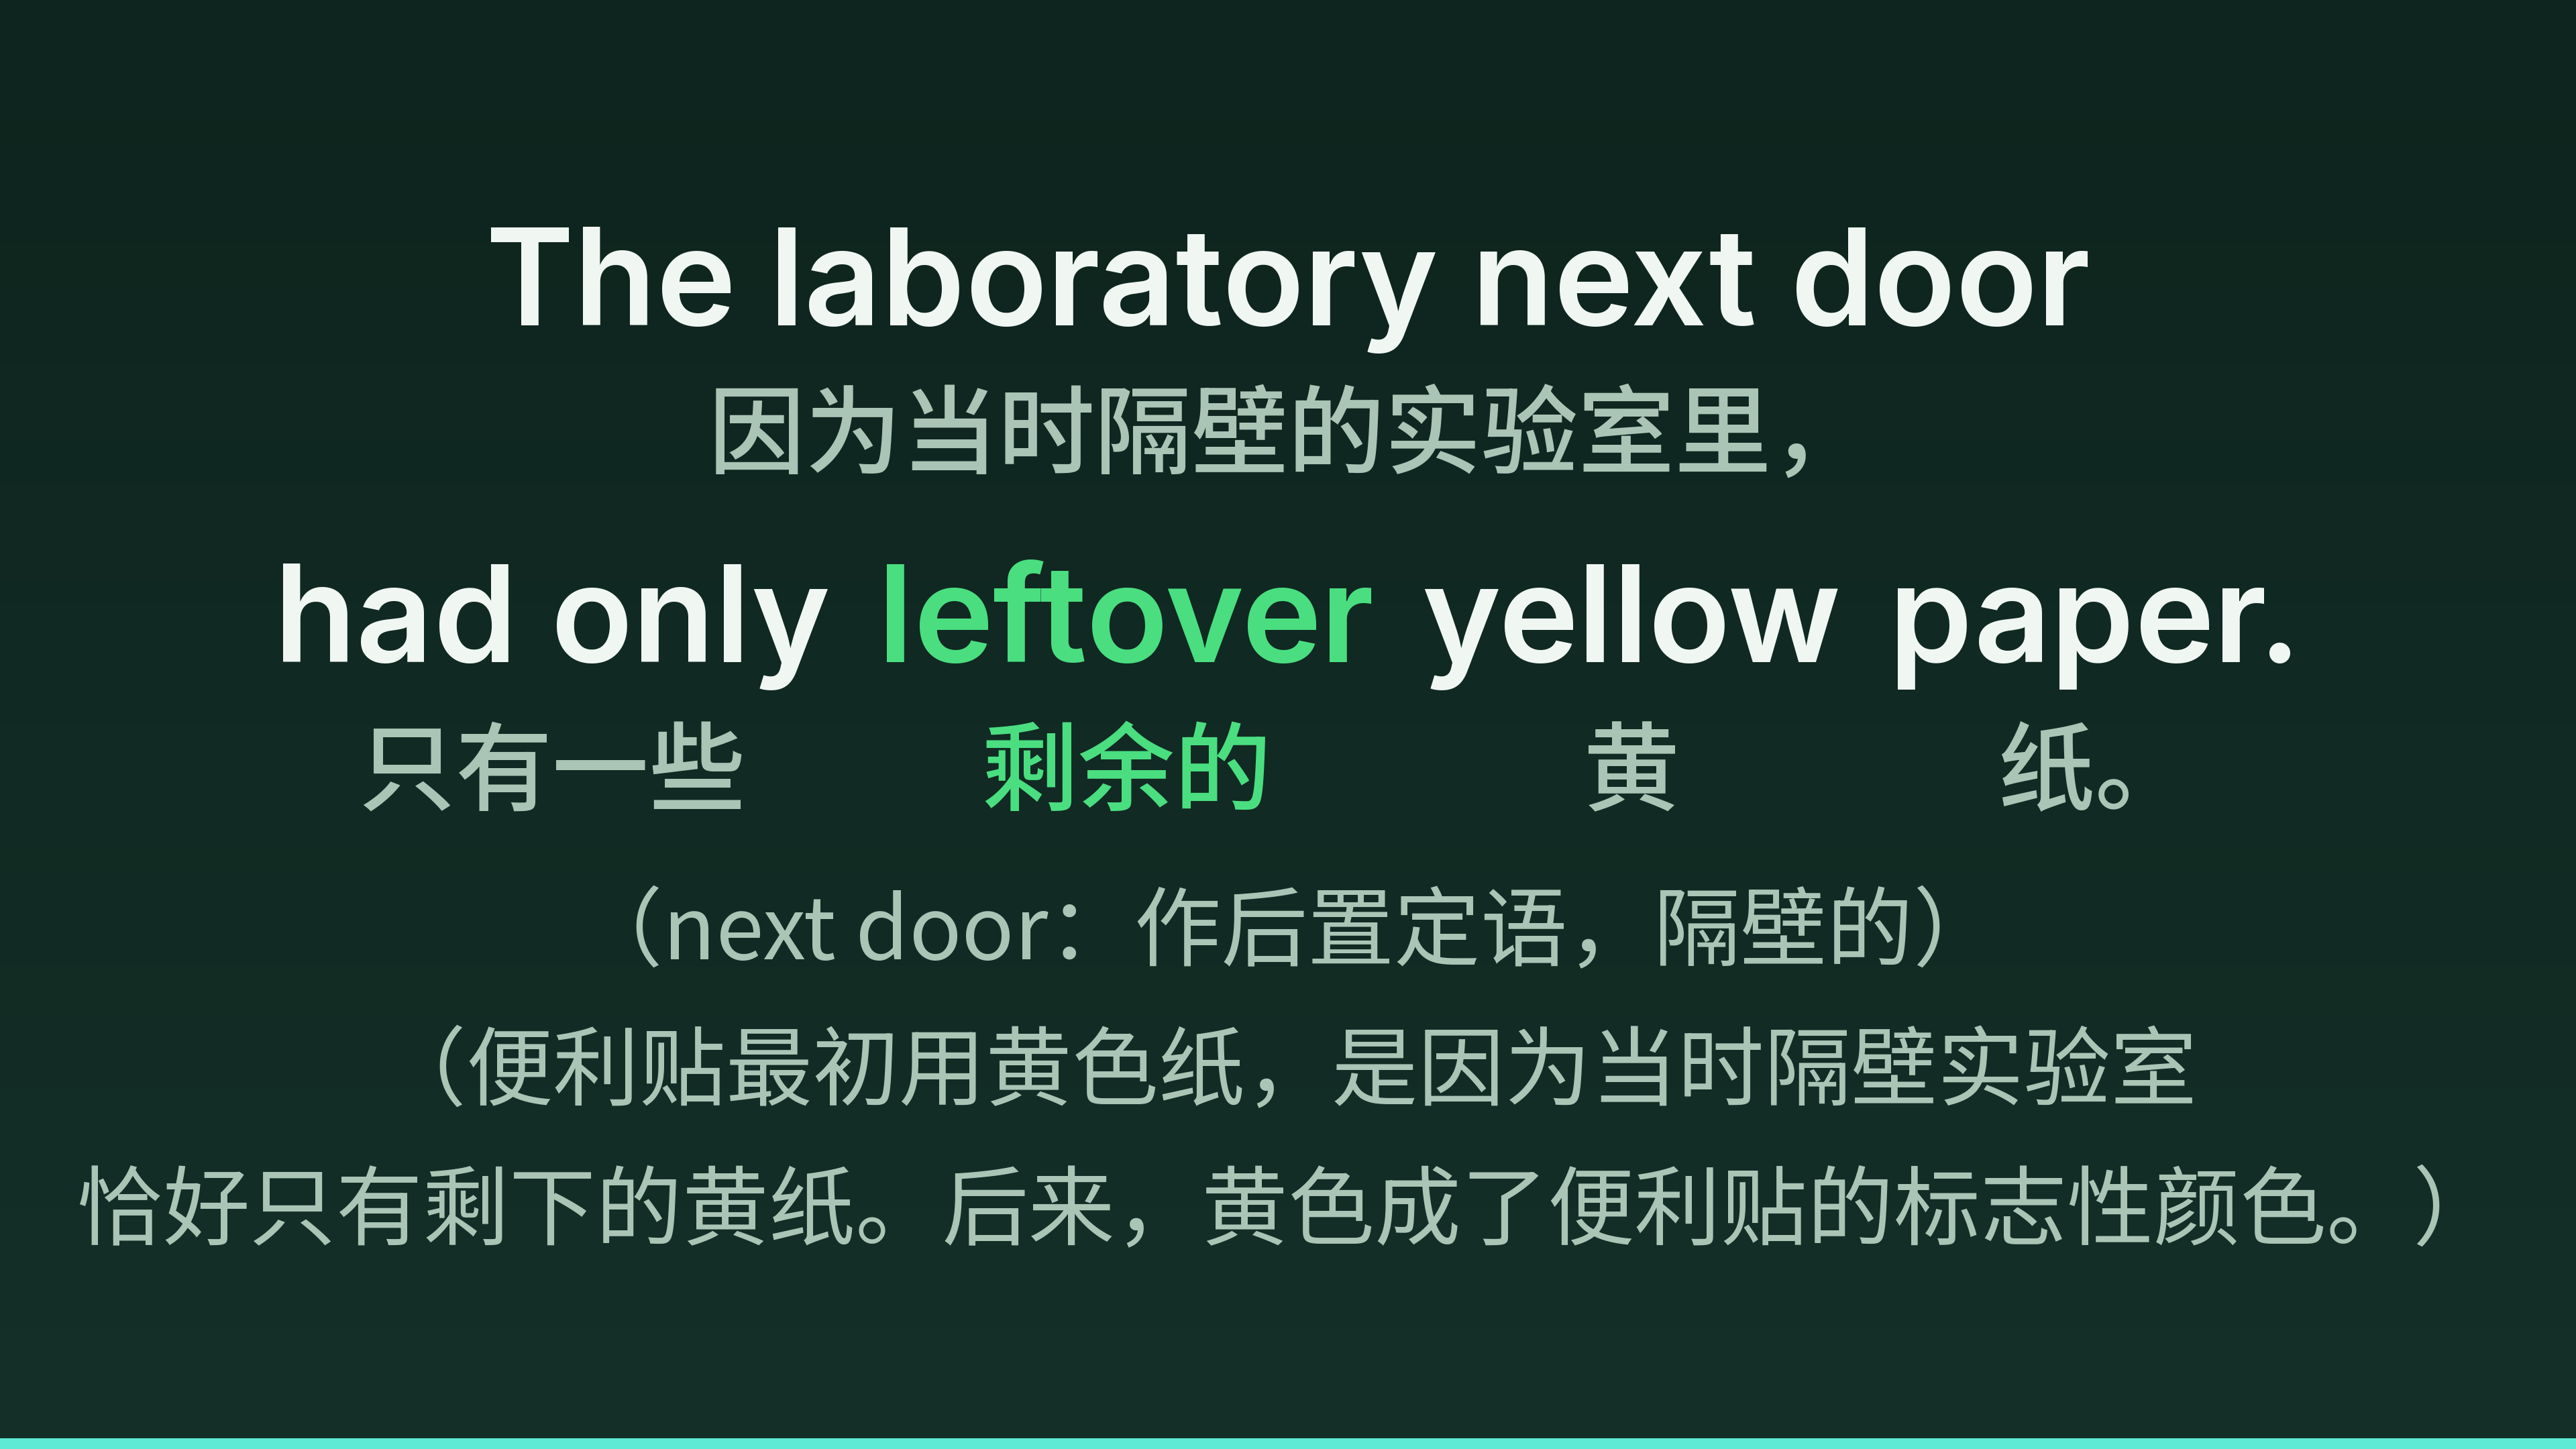 The laboratory next door
因为当时隔壁的实验室里，
had only leftover yellow paper.
只有一些 剩余的 黄 纸。
（next door：作后置定语，隔壁的）
（便利贴最初用黄色纸，是因为当时隔壁实验室
恰好只有剩下的黄纸。后来，黄色成了便利贴的标志性颜色。）